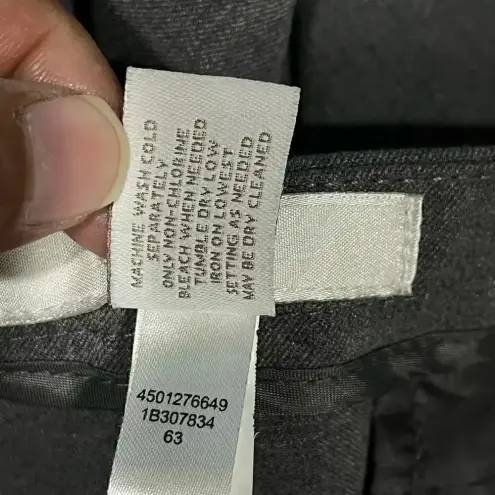 MACHINE WASH COLD
SEPARATELY
ONLY NON-CHLORINE
BLEACH WHEN NEEDED
TUMBLE DRY LOW
IRON ON LOWEST
SETTING AS NEEDED
MAY BE DRY CLEANED
4501276649
1B307834
63